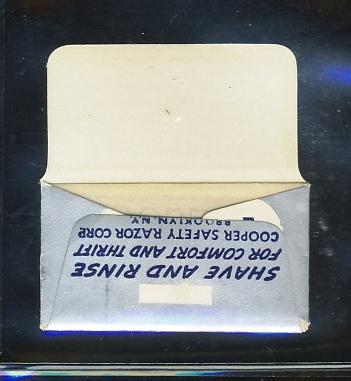 SHAVE AND RINSE
FOR COMFORT AND THRIFT
COOPER SAFETY RAZOR CORP
BROOKLYN, N.Y.